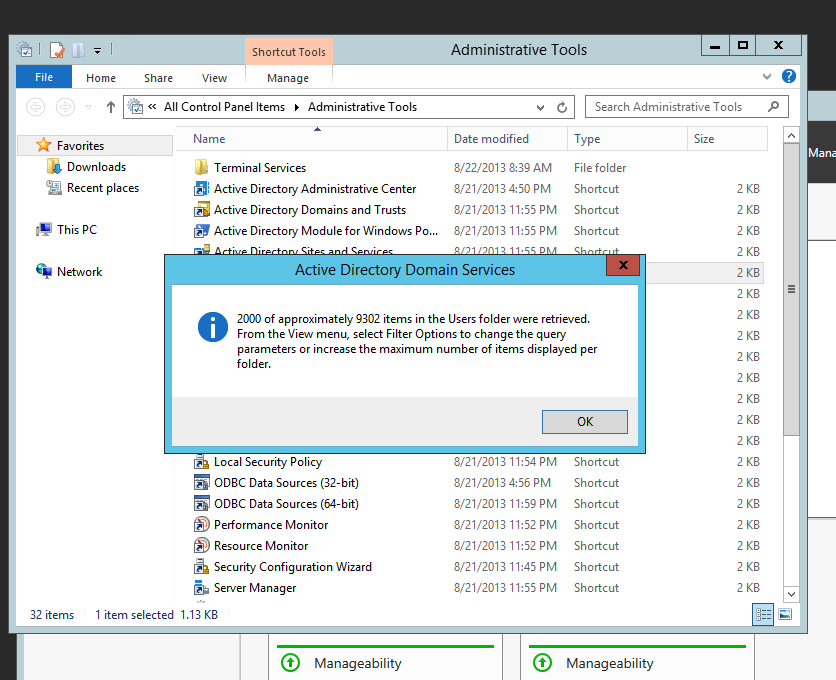 Shortcut Tools
Administrative Tools
File Home Share View Manage
« All Control Panel Items Administrative Tools
Search Administrative Tools
Favorites
Downloads
Recent places
This PC
Network
Name Date modified Type Size
Terminal Services 8/22/2013 8:39 AM File folder
Active Directory Administrative Center 8/21/2013 4:50 PM Shortcut 2 KB
Active Directory Domains and Trusts 8/21/2013 11:55 PM Shortcut 2 KB
Active Directory Module for Windows Po... 8/21/2013 11:55 PM Shortcut 2 KB
Active Directory Sites and Services 8/21/2013 11:55 PM Shortcut 2 KB
2 KB
2 KB
2 KB
2 KB
2 KB
2 KB
2 KB
2 KB
2 KB
Active Directory Domain Services
2000 of approximately 9302 items in the Users folder were retrieved.
From the View menu, select Filter Options to change the query
parameters or increase the maximum number of items displayed per
folder.
OK
Local Security Policy 8/21/2013 11:54 PM Shortcut 2 KB
ODBC Data Sources (32-bit) 8/21/2013 4:56 PM Shortcut 2 KB
ODBC Data Sources (64-bit) 8/21/2013 11:59 PM Shortcut 2 KB
Performance Monitor 8/21/2013 11:52 PM Shortcut 2 KB
Resource Monitor 8/21/2013 11:52 PM Shortcut 2 KB
Security Configuration Wizard 8/21/2013 11:45 PM Shortcut 2 KB
Server Manager 8/21/2013 11:55 PM Shortcut 2 KB
32 items 1 item selected 1.13 KB
Manageability Manageability